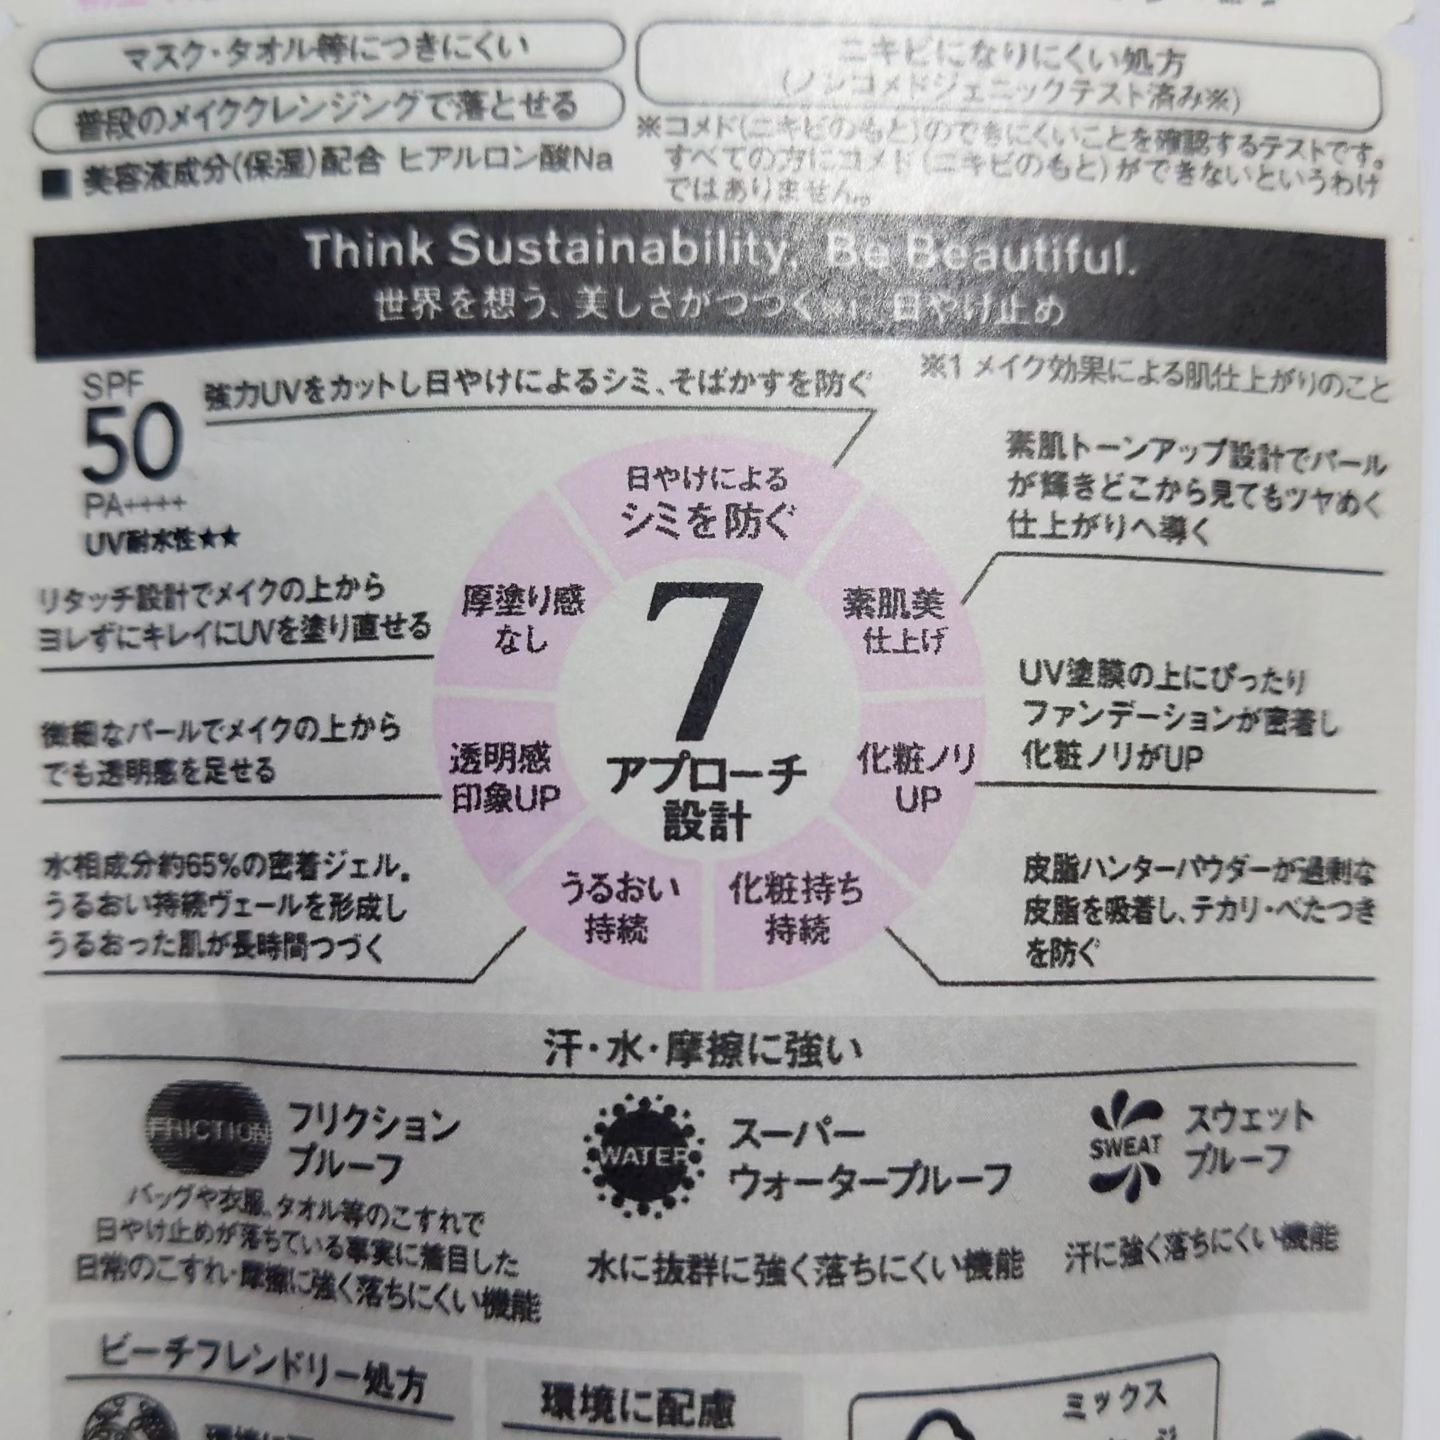 マスク・タオル等につきにくい
普段のメイククレンジングで落とせる
■ 美容液成分(保湿)配合 ヒアルロン酸Na
ニキビになりにくい処方
(ノンコメドジェニックテスト済み※)
※コメド(ニキビのもと)のできにくいことを確認するテストです。
すべての方にコメド(ニキビのもと)ができないというわけ
ではありません。
Think Sustainability, Be Beautiful.
世界を想う、美しさがつづく※1 日やけ止め
※1 メイク効果による肌仕上がりのこと
SPF
50
PA++++
UV耐水性★★
強力UVをカットし日やけによるシミ、そばかすを防ぐ
日やけによる
シミを防ぐ
素肌トーンアップ設計でパール
が輝きどこから見てもツヤめく
仕上がりへ導く
素肌美
仕上げ
リタッチ設計でメイクの上から
ヨレずにキレイにUVを塗り直せる
厚塗り感
なし
7
アプローチ
設計
UV塗膜の上にぴったり
ファンデーションが密着し
化粧ノリがUP
化粧ノリ
UP
微細なパールでメイクの上から
でも透明感を足せる
透明感
印象UP
水相成分約65%の密着ジェル。
うるおい持続ヴェールを形成し
うるおった肌が長時間つづく
うるおい
持続
化粧持ち
持続
皮脂ハンターパウダーが過剰な
皮脂を吸着し、テカリ・べたつき
を防ぐ
汗・水・摩擦に強い
FRICTION
フリクション
プルーフ
バッグや衣服、タオル等のこすれで
日やけ止めが落ちている事実に着目した
日常のこすれ・摩擦に強く落ちにくい機能
WATER
スーパー
ウォータープルーフ
水に抜群に強く落ちにくい機能
SWEAT
スウェット
プルーフ
汗に強く落ちにくい機能
ビーチフレンドリー処方
環境に配慮
ミックス